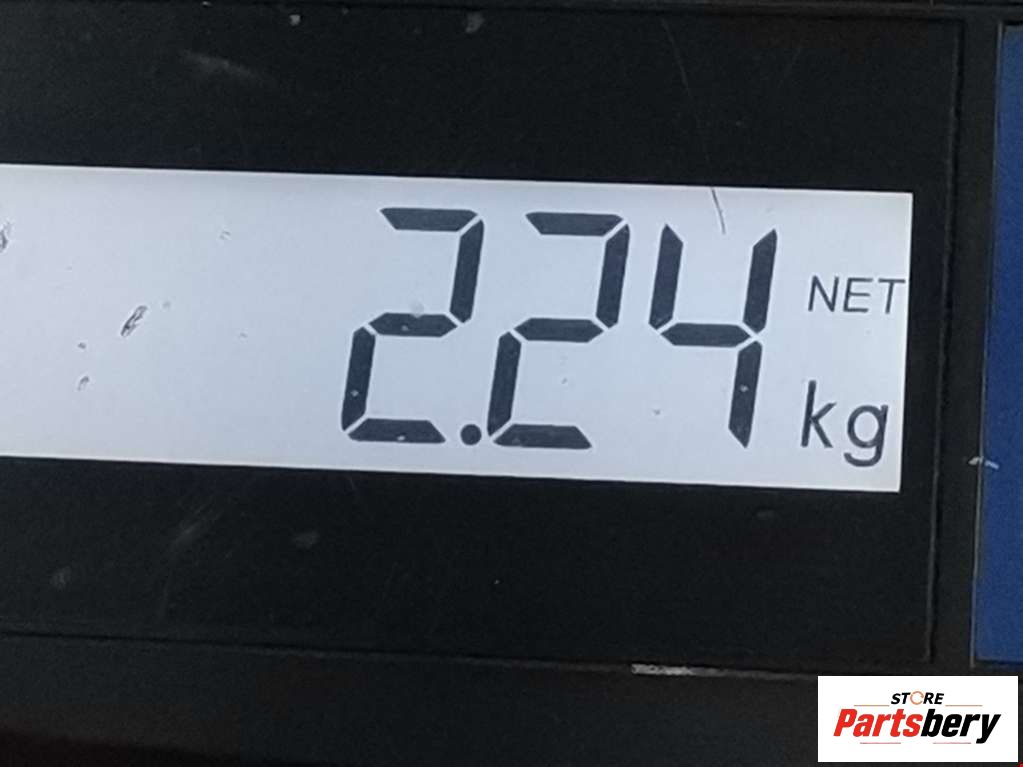 2.24 NET
kg
STORE
Partsbery